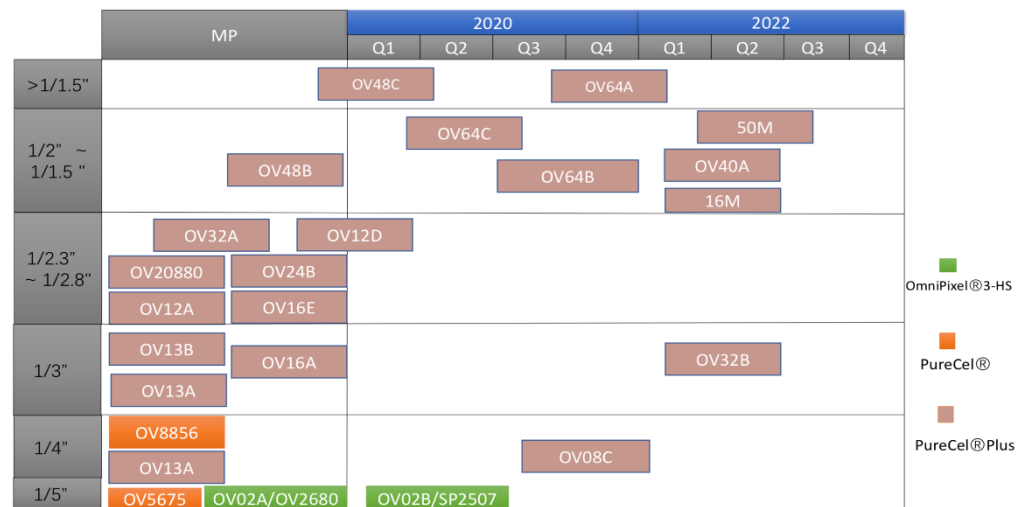 MP
2020
2022
Q1
Q2
Q3
Q4
Q1
Q2
Q3
Q4
>1/1.5"
OV48C
OV64A
1/2" ~
1/1.5 "
OV48B
OV64C
OV64B
50M
OV40A
16M
1/2.3"
~ 1/2.8"
OV32A
OV12D
OV20880
OV24B
OV12A
OV16E
1/3"
OV13B
OV16A
OV13A
OV32B
1/4"
OV8856
OV13A
OV08C
1/5"
OV5675
OV02A/OV2680
OV02B/SP2507
OmniPixel®3-HS
PureCel®
PureCel®Plus